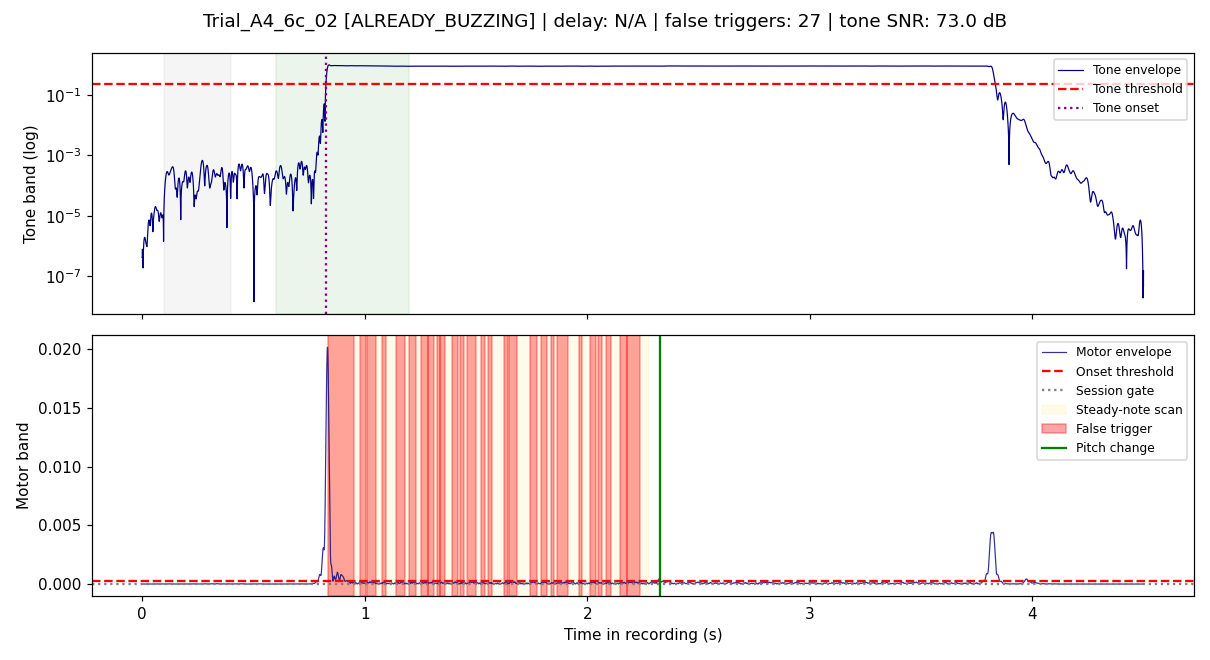 Trial_A4_6c_02 [ALREADY_BUZZING] | delay: N/A | false triggers: 27 | tone SNR: 73.0 dB
Tone band (log)
10⁻¹
10⁻³
10⁻⁵
10⁻⁷
Tone envelope
Tone threshold
Tone onset
Motor band
0.020
0.015
0.010
0.005
0.000
Motor envelope
Onset threshold
Session gate
Steady-note scan
False trigger
Pitch change
0 1 2 3 4
Time in recording (s)